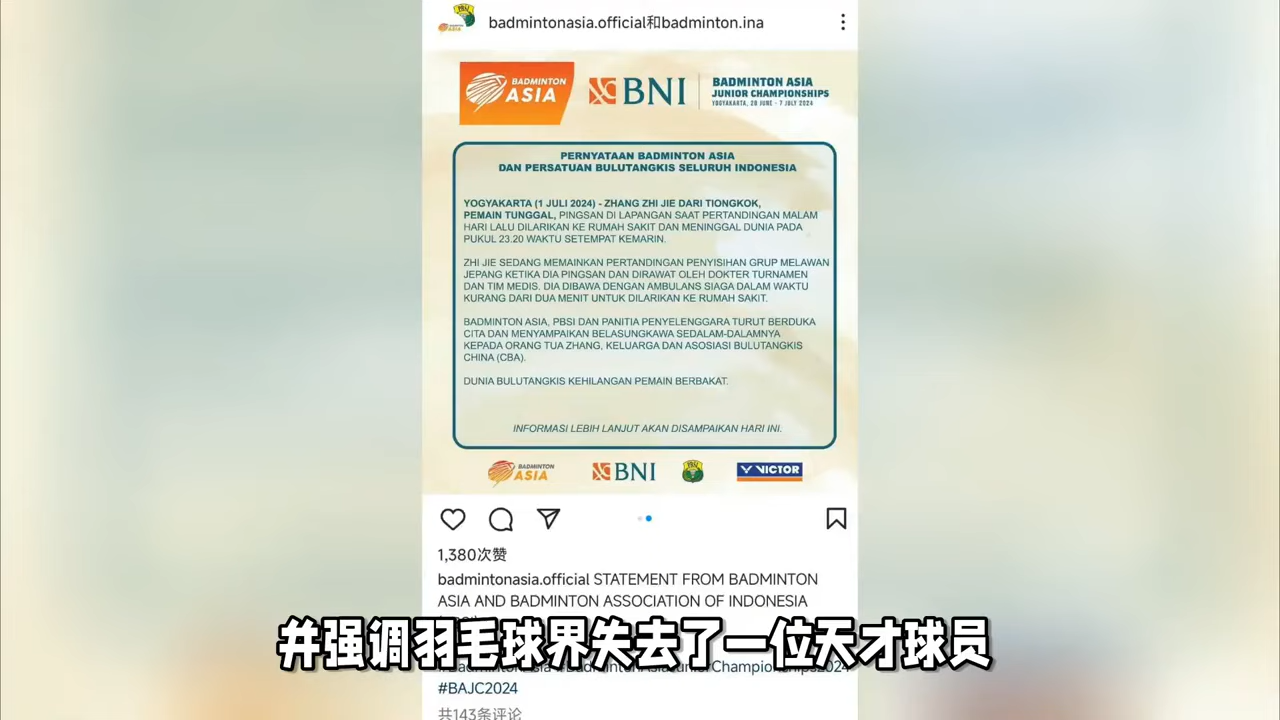 badmintonasia.official和badminton.ina
BADMINTON
ASIA
BNI
BADMINTON ASIA
JUNIOR CHAMPIONSHIPS
YOGYAKARTA, 28 JUNE - 7 JULY 2024
PERNYATAAN BADMINTON ASIA
DAN PERSATUAN BULUTANGKIS SELURUH INDONESIA
YOGYAKARTA (1 JULI 2024) - ZHANG ZHI JIE DARI TIONGKOK,
PEMAIN TUNGGAL, PINGSAN DI LAPANGAN SAAT PERTANDINGAN MALAM
HARI LALU DILARIKAN KE RUMAH SAKIT DAN MENINGGAL DUNIA PADA
PUKUL 23.20 WAKTU SETEMPAT KEMARIN.
ZHI JIE SEDANG MEMAINKAN PERTANDINGAN PENYISIHAN GRUP MELAWAN
JEPANG KETIKA DIA PINGSAN DAN DIRAWAT OLEH DOKTER TURNAMEN
DAN TIM MEDIS. DIA DIBAWA DENGAN AMBULANS SIAGA DALAM WAKTU
KURANG DARI DUA MENIT UNTUK DILARIKAN KE RUMAH SAKIT.
BADMINTON ASIA, PBSI DAN PANITIA PENYELENGGARA TURUT BERDUKA
CITA DAN MENYAMPAIKAN BELASUNGKAWA SEDALAM-DALAMNYA
KEPADA ORANG TUA ZHANG, KELUARGA DAN ASOSIASI BULUTANGKIS
CHINA (CBA).
DUNIA BULUTANGKIS KEHILANGAN PEMAIN BERBAKAT.
INFORMASI LEBIH LANJUT AKAN DISAMPAIKAN HARI INI.
BADMINTON
ASIA
BNI
PBSI
VICTOR
1,380次赞
badmintonasia.official STATEMENT FROM BADMINTON
ASIA AND BADMINTON ASSOCIATION OF INDONESIA
并强调羽毛球界失去了一位天才球员
#BadmintonAsia #BadmintonAsiaJuniorChampionships2024
#BAJC2024
共143条评论